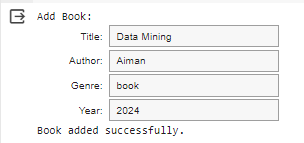 Add Book:
Title: Data Mining
Author: Aiman
Genre: book
Year: 2024
Book added successfully.